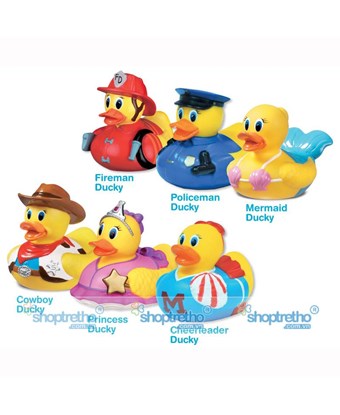 FD
Fireman
Ducky
Policeman
Ducky
Mermaid
Ducky
Cowboy
Ducky
Princess
Ducky
M
Cheerleader
Ducky
shoptretho®
.com.vn
shoptretho®
.com.vn
shoptretho®
.com.vn